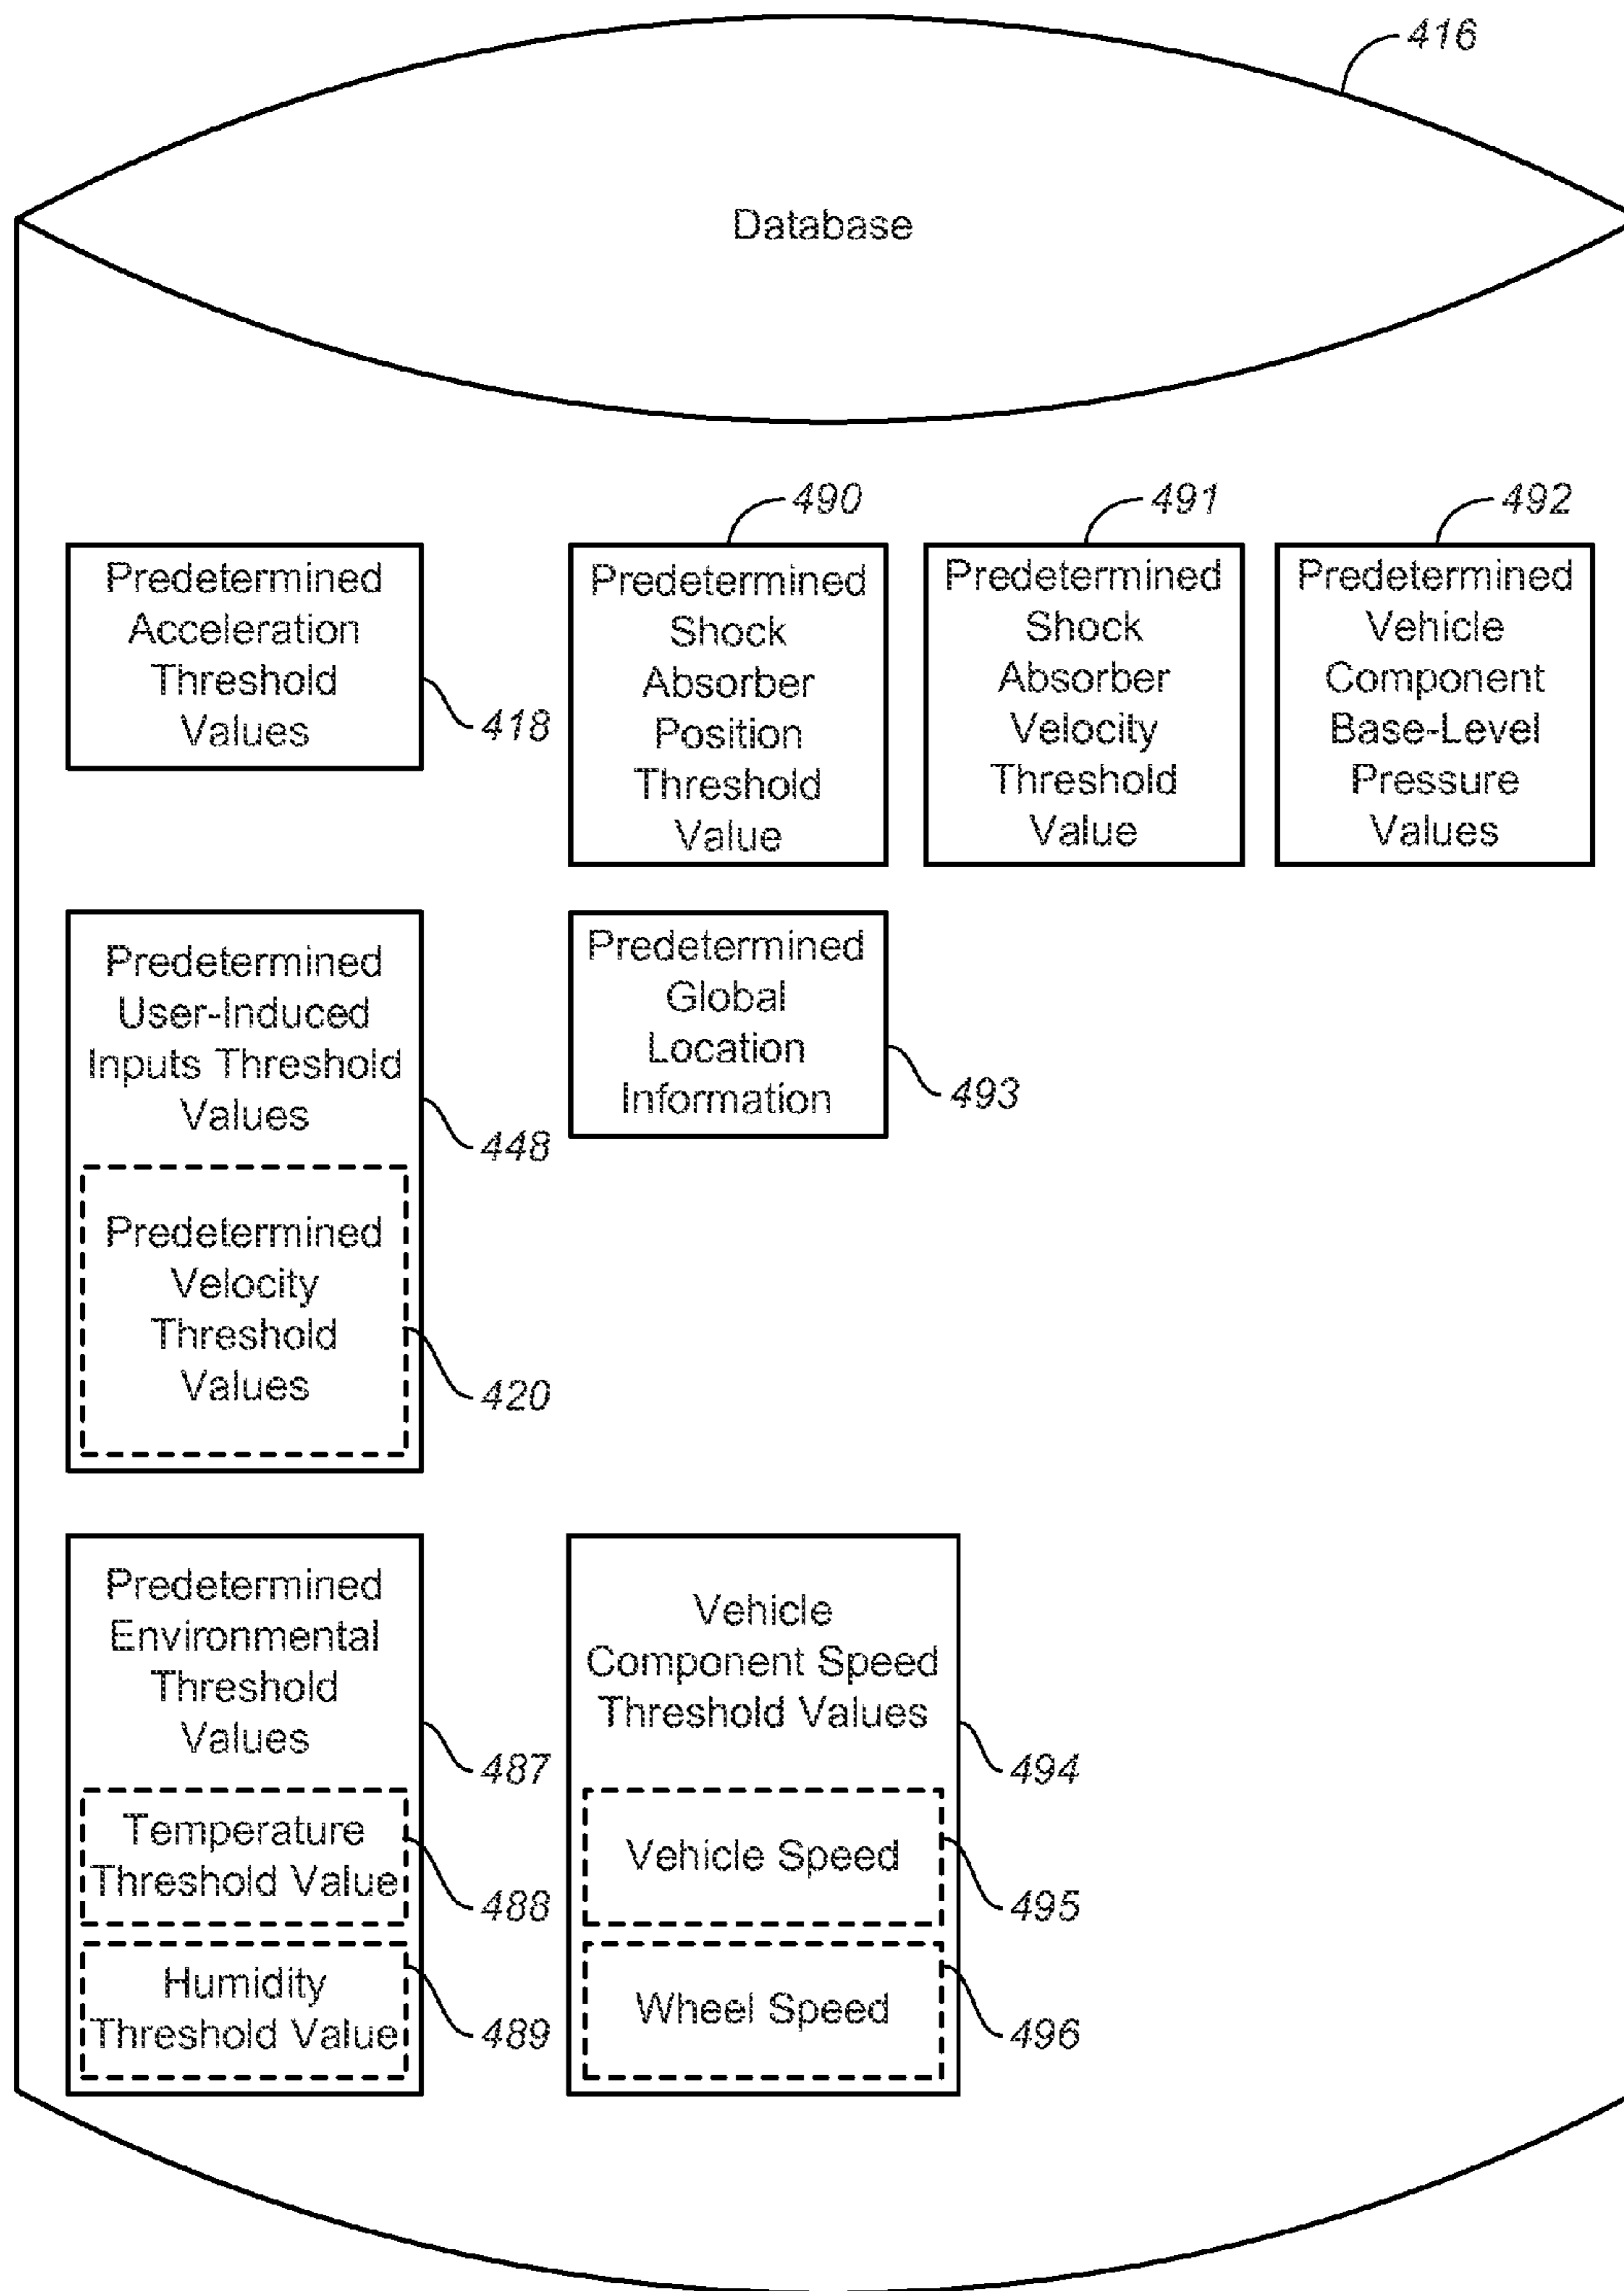 416
Database
Predetermined
Acceleration
Threshold
Values
418
490
Predetermined
Shock
Absorber
Position
Threshold
Value
491
Predetermined
Shock
Absorber
Velocity
Threshold
Value
492
Predetermined
Vehicle
Component
Base-Level
Pressure
Values
Predetermined
User-Induced
Inputs Threshold
Values
448
Predetermined
Velocity
Threshold
Values
420
Predetermined
Global
Location
Information
493
Predetermined
Environmental
Threshold
Values
487
Temperature
Threshold Value
488
Humidity
Threshold Value
489
Vehicle
Component Speed
Threshold Values
494
Vehicle Speed
495
Wheel Speed
496